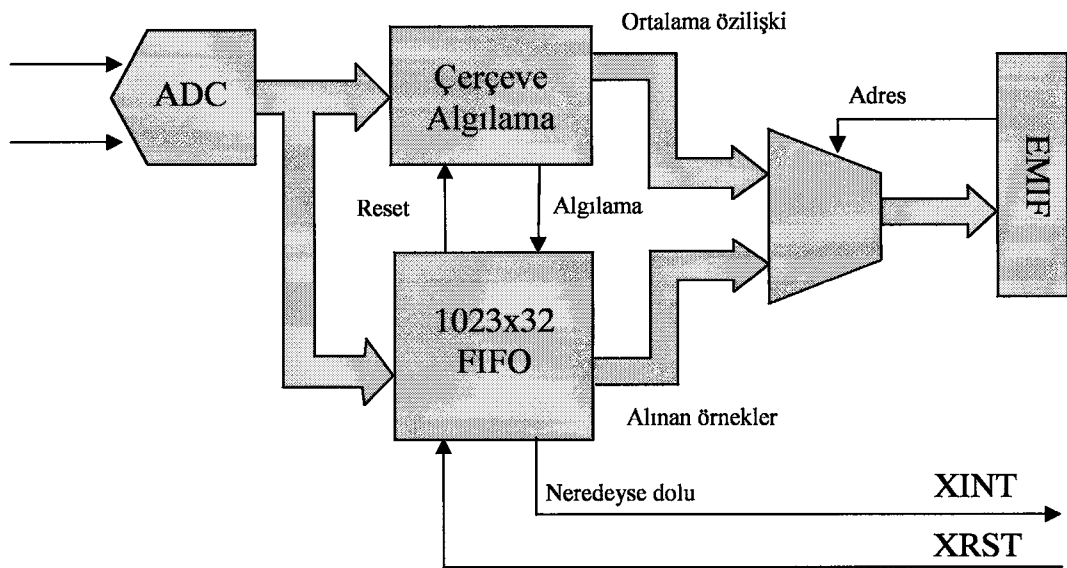 Ortalama özilişki
ADC
Çerçeve
Algılama
Adres
EMIF
Reset
Algılama
1023x32
FIFO
Alınan örnekler
Neredeyse dolu
XINT
XRST